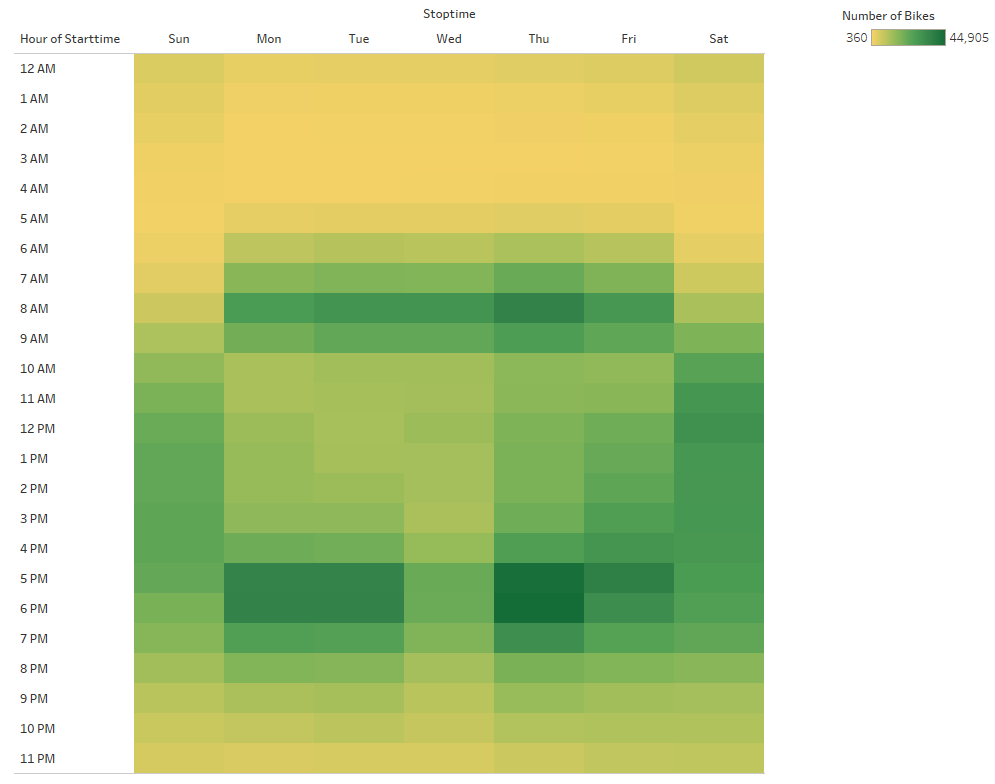 Stoptime
Hour of Starttime Sun Mon Tue Wed Thu Fri Sat
12 AM
1 AM
2 AM
3 AM
4 AM
5 AM
6 AM
7 AM
8 AM
9 AM
10 AM
11 AM
12 PM
1 PM
2 PM
3 PM
4 PM
5 PM
6 PM
7 PM
8 PM
9 PM
10 PM
11 PM
Number of Bikes
360 44,905